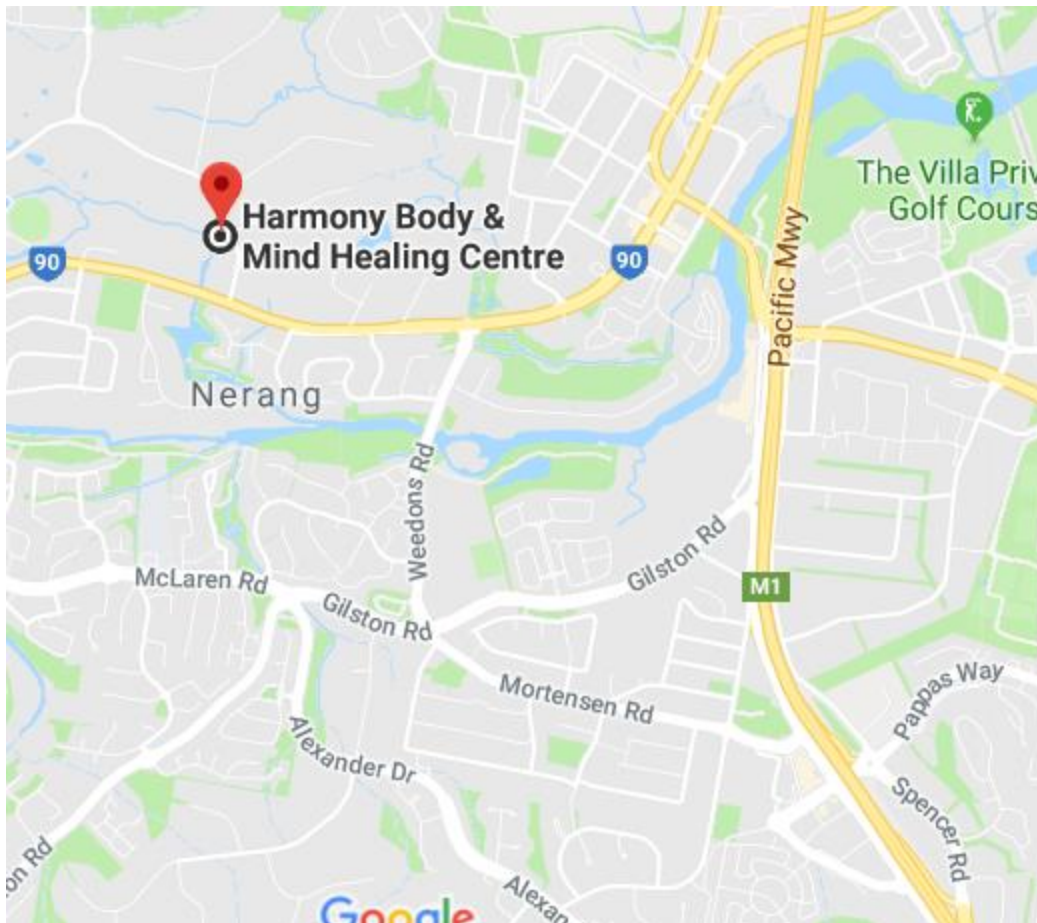 The Villa Priv
Golf Cours
Harmony Body &
Mind Healing Centre
90
90
Pacific Mwy
Nerang
Weedons Rd
Gilston Rd
McLaren Rd
M1
Gilston Rd
Mortensen Rd
Pappas Way
Alexander Dr
Spencer Rd
on Rd
Alexan
Google